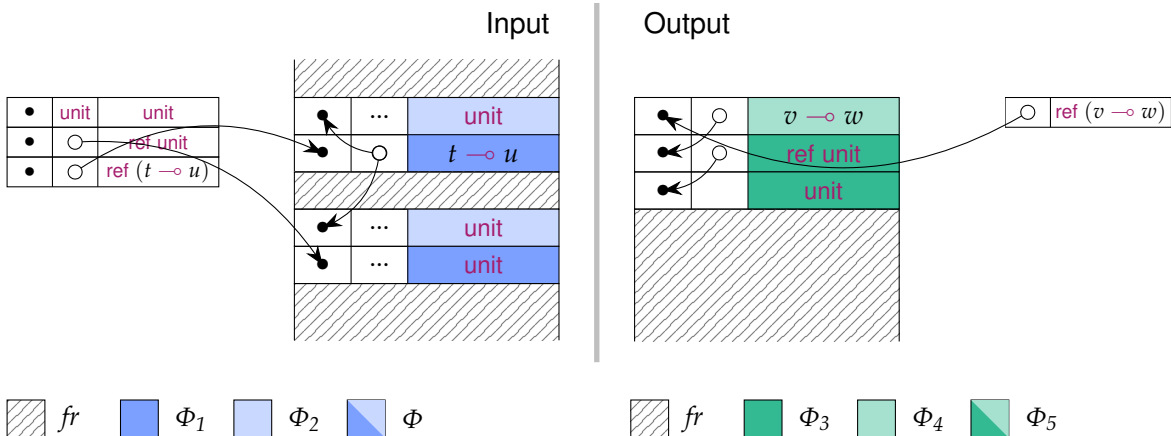 Input
Output
unit unit
ref unit
ref (t ⊸ u)
... unit
t ⊸ u
... unit
... unit
v ⊸ w
ref unit
unit
ref (v ⊸ w)
fr Φ1 Φ2 Φ
fr Φ3 Φ4 Φ5